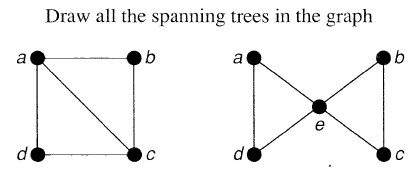 Draw all the spanning trees in the graph
a b a b
e
d c d c